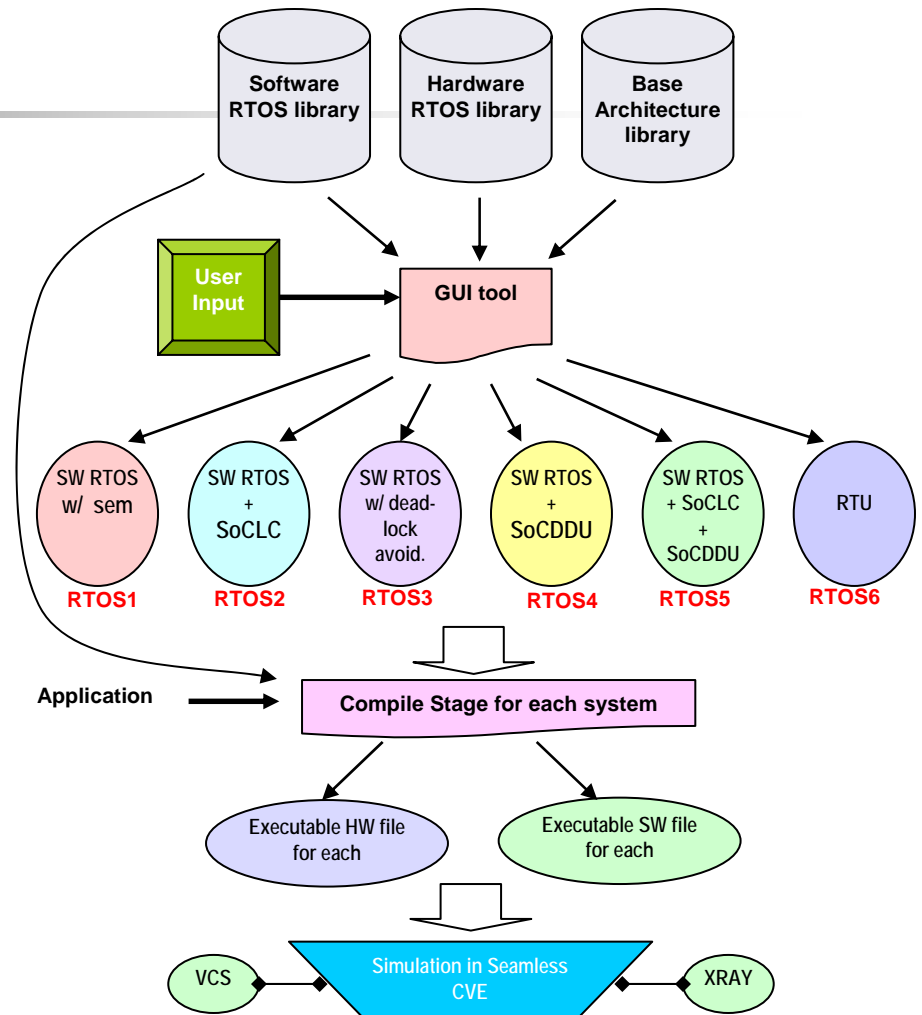 Software
RTOS library
Hardware
RTOS library
Base
Architecture
library
User
Input
GUI tool
SW RTOS
w/ sem
SW RTOS
+
SoCLC
SW RTOS
w/ dead-
lock
avoid.
SW RTOS
+
SoCDDU
SW RTOS
+ SoCLC
+
SoCDDU
RTU
RTOS1
RTOS2
RTOS3
RTOS4
RTOS5
RTOS6
Application
Compile Stage for each system
Executable HW file
for each
Executable SW file
for each
VCS
Simulation in Seamless
CVE
XRAY